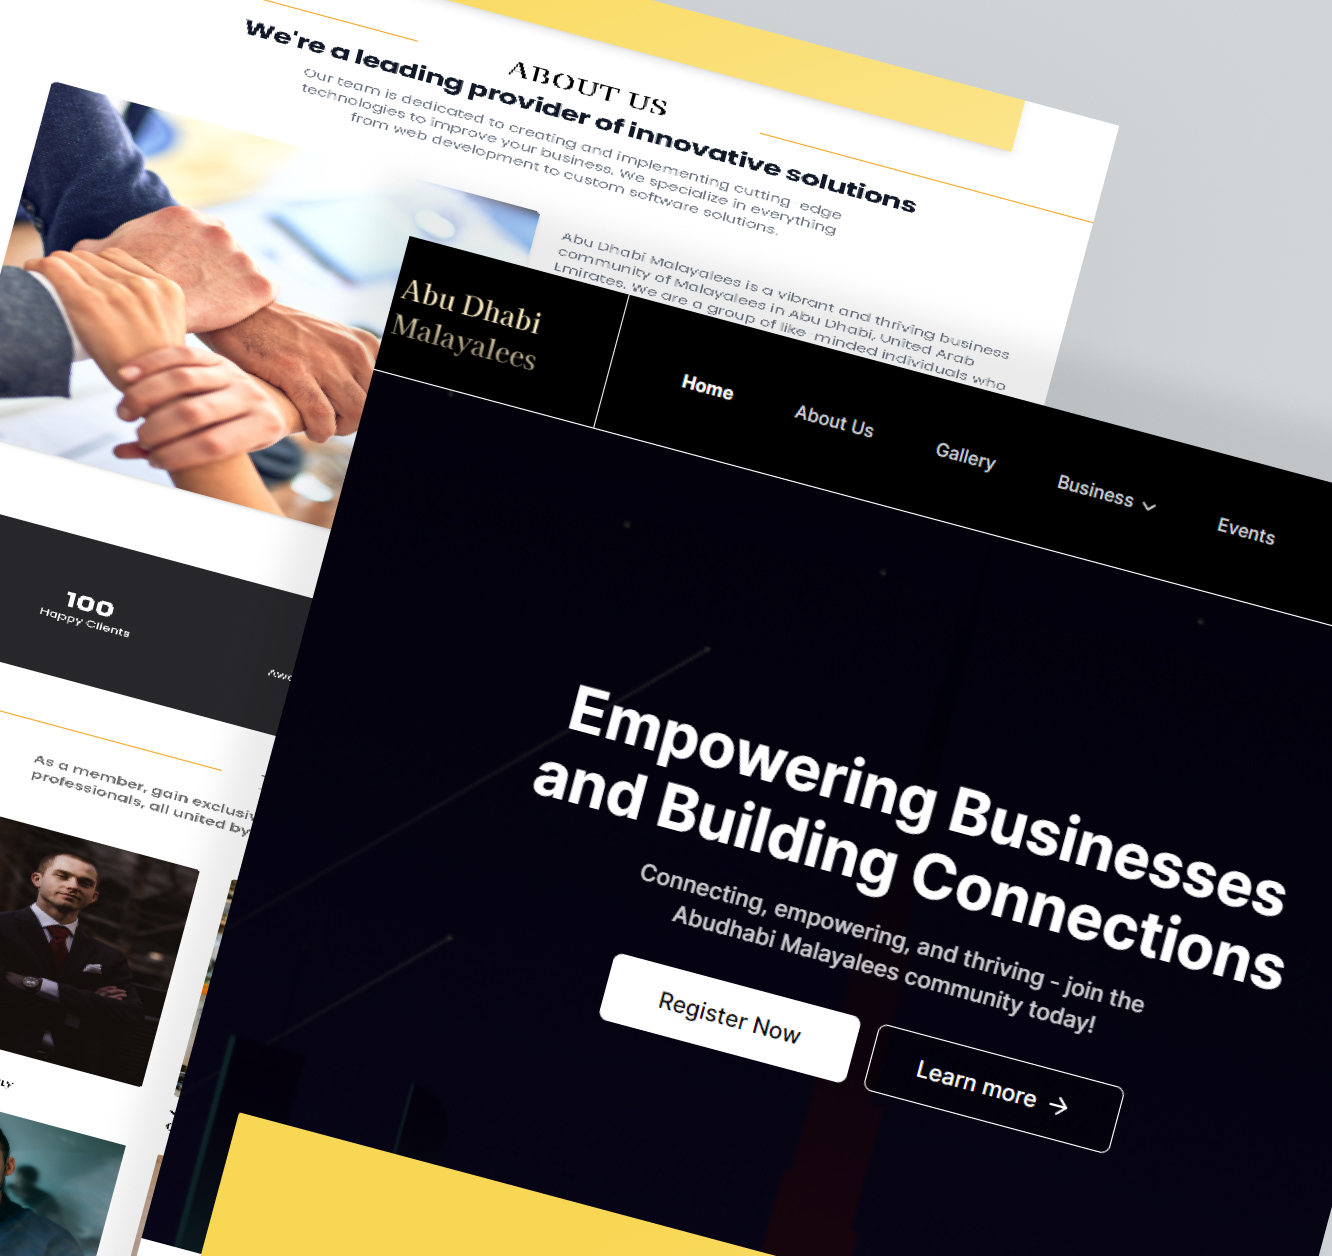 ABOUT US
We're a leading provider of innovative solutions
Our team is dedicated to creating and implementing cutting edge
technologies to improve your business. We specialize in everything
from web development to custom software solutions.
Abu Dhabi Malayalees is a vibrant and thriving business
community of Malayalees in Abu Dhabi, United Arab
Emirates. We are a group of like minded individuals who
100
Happy Clients
As a member, gain
professionals, all united by
Abu Dhabi
Malayalees
Home
About Us
Gallery
Business
Events
Empowering Businesses
and Building Connections
Connecting, empowering, and thriving - join the
Abudhabi Malayalees community today!
Register Now
Learn more →